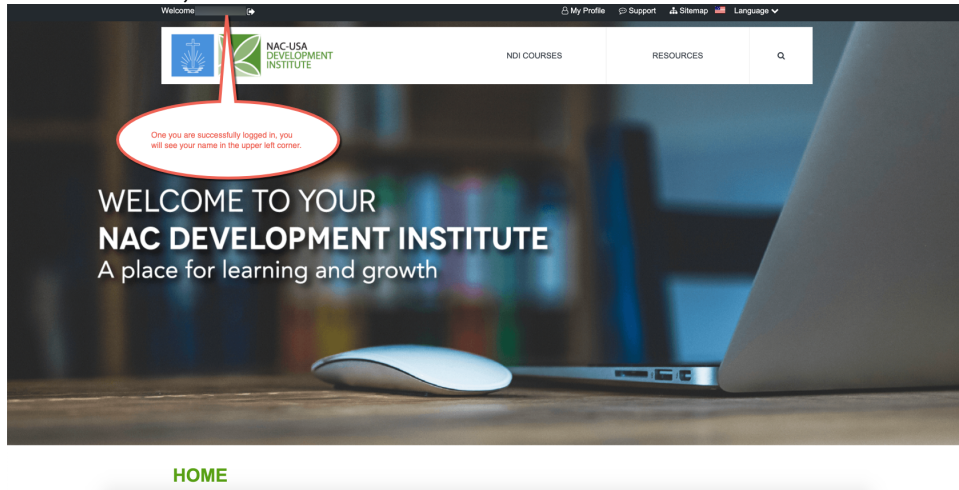 Welcome
My Profile Support Sitemap Language
NAC-USA
DEVELOPMENT
INSTITUTE
NDI COURSES RESOURCES
One you are successfully logged in, you
will see your name in the upper left corner.
WELCOME TO YOUR
NAC DEVELOPMENT INSTITUTE
A place for learning and growth
HOME